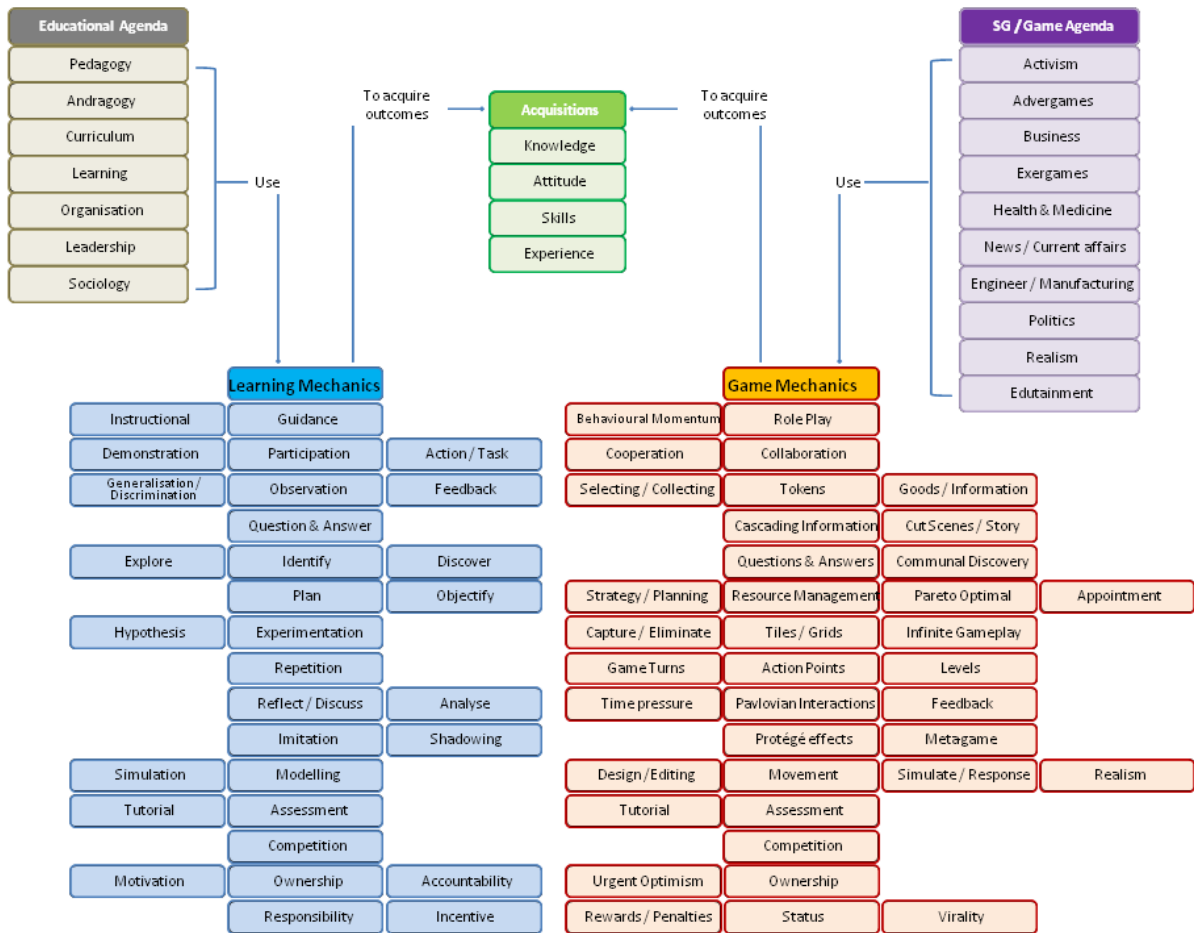 Educational Agenda
Pedagogy
Andragogy
Curriculum
Learning
Organisation
Leadership
Sociology
Use
To acquire
outcomes
Acquisitions
Knowledge
Attitude
Skills
Experience
To acquire
outcomes
Use
SG / Game Agenda
Activism
Advergames
Business
Exergames
Health & Medicine
News / Current affairs
Engineer / Manufacturing
Politics
Realism
Edutainment
Learning Mechanics
Instructional
Guidance
Demonstration
Participation
Action / Task
Generalisation /
Discrimination
Observation
Feedback
Question & Answer
Explore
Identify
Discover
Plan
Objectify
Hypothesis
Experimentation
Repetition
Reflect / Discuss
Analyse
Imitation
Shadowing
Simulation
Modelling
Tutorial
Assessment
Competition
Motivation
Ownership
Accountability
Responsibility
Incentive
Game Mechanics
Behavioural Momentum
Role Play
Cooperation
Collaboration
Selecting / Collecting
Tokens
Goods / Information
Cascading Information
Cut Scenes / Story
Questions & Answers
Communal Discovery
Strategy / Planning
Resource Management
Pareto Optimal
Appointment
Capture / Eliminate
Tiles / Grids
Infinite Gameplay
Game Turns
Action Points
Levels
Time pressure
Pavlovian Interactions
Feedback
Protégé effects
Meta-game
Design / Editing
Movement
Simulate / Response
Realism
Tutorial
Assessment
Competition
Urgent Optimism
Ownership
Rewards / Penalties
Status
Virality